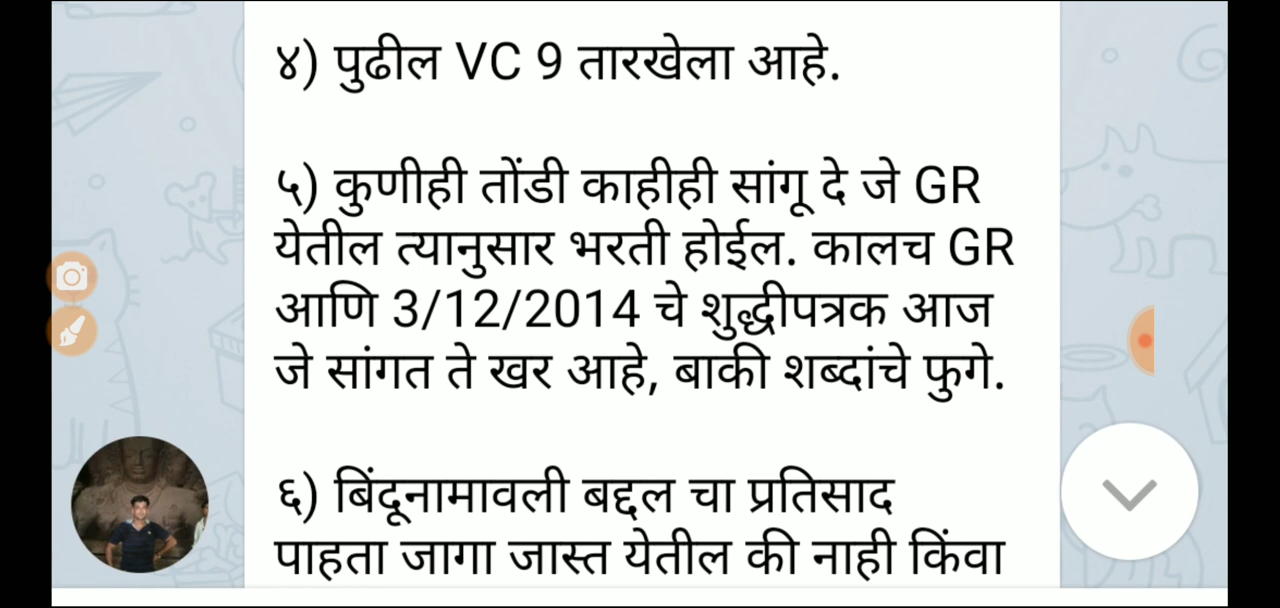 ४) पुढील VC 9 तारखेला आहे.
५) कुणीही तोंडी काहीही सांगू दे जे GR
येतील त्यानुसार भरती होईल. कालच GR
आणि 3/12/2014 चे शुद्धीपत्रक आज
जे सांगत ते खर आहे, बाकी शब्दांचे फुगे.
६) बिंदूनामावली बद्दल चा प्रतिसाद
पाहता जागा जास्त येतील की नाही किंवा